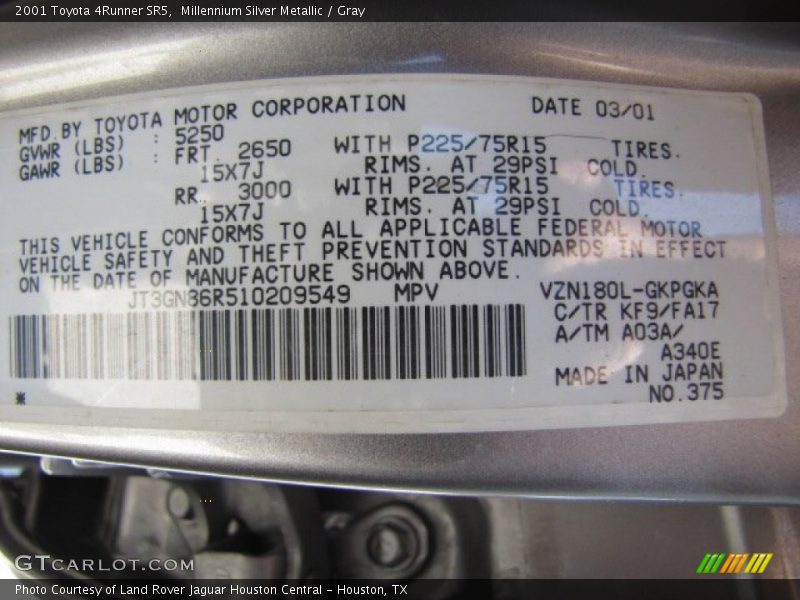 2001 Toyota 4Runner SR5,  Millennium Silver Metallic / Gray
MFD.BY TOYOTA MOTOR CORPORATION DATE 03/01
GVWR (LBS) : 5250
GAWR (LBS) : FRT. 2650 WITH P225/75R15 TIRES.
15X7J RIMS. AT 29PSI COLD.
RR. 3000 WITH P225/75R15 TIRES.
15X7J RIMS. AT 29PSI COLD.
THIS VEHICLE CONFORMS TO ALL APPLICABLE FEDERAL MOTOR
VEHICLE SAFETY AND THEFT PREVENTION STANDARDS IN EFFECT
ON THE DATE OF MANUFACTURE SHOWN ABOVE.
JT3GN86R510209549 MPV VZN180L-GKPGKA
C/TR KF9/FA17
A/TM A03A/
A340E
MADE IN JAPAN
* NO.375
GTcarlot.com
Photo Courtesy of Land Rover Jaguar Houston Central - Houston, TX